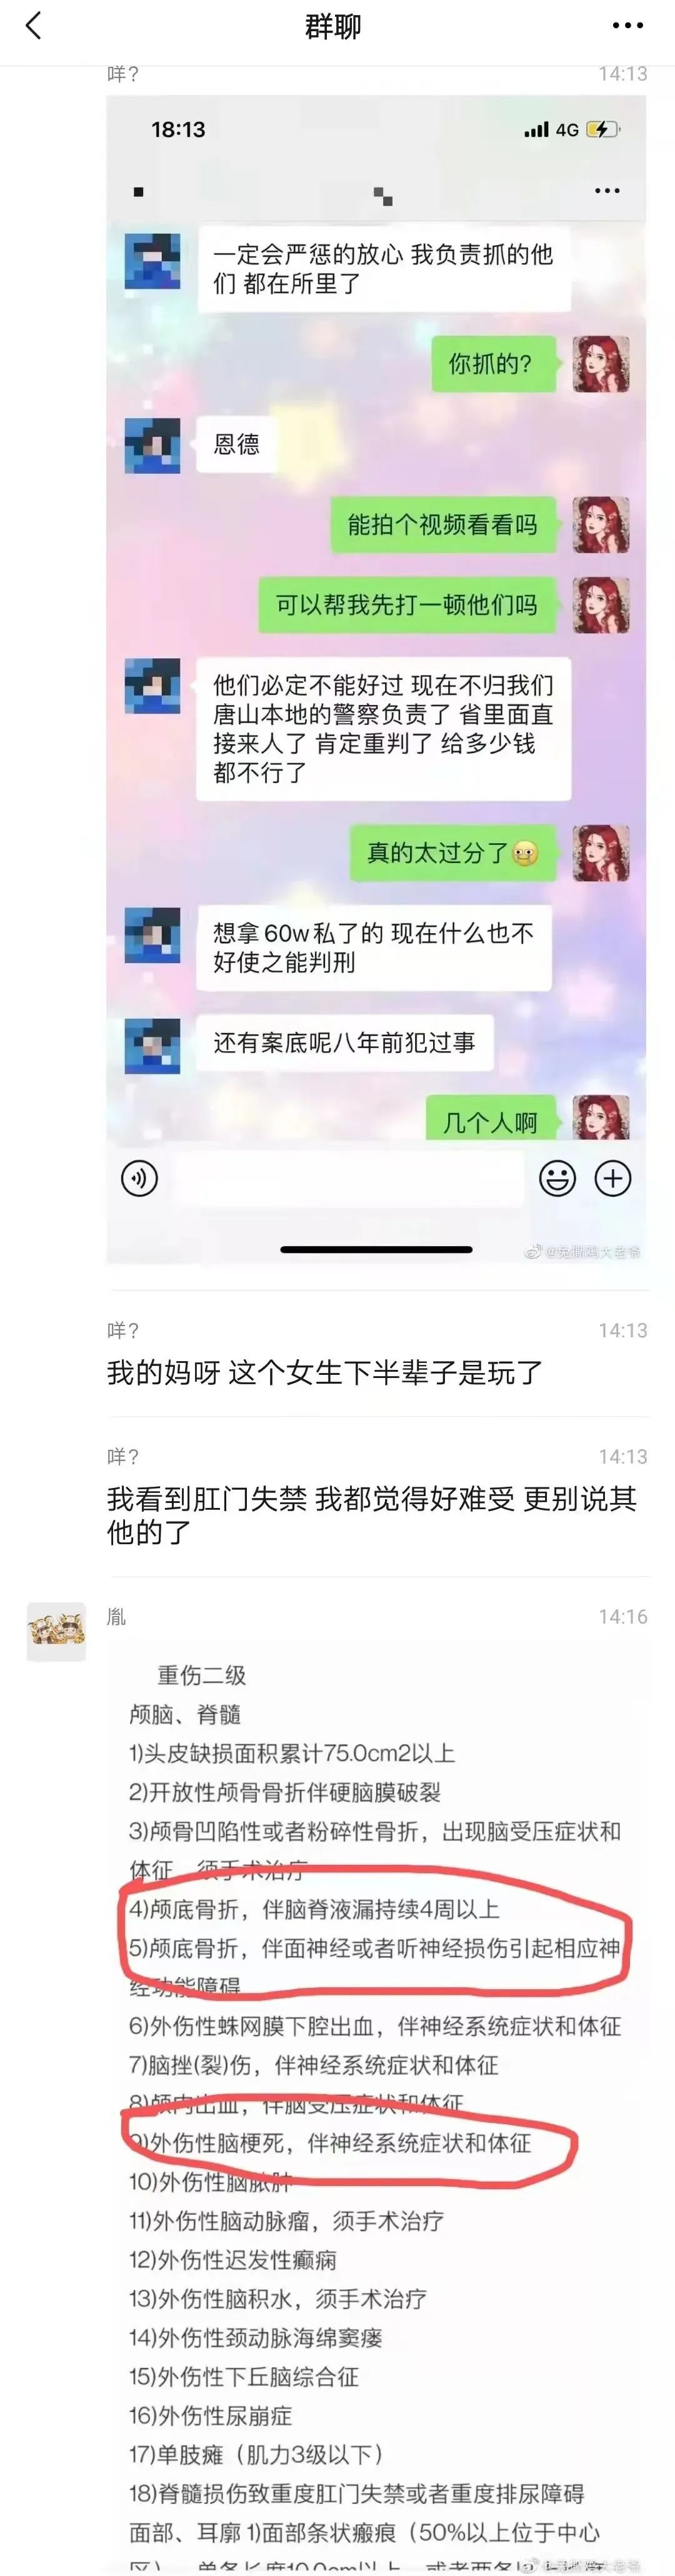 群聊
咩?
14:13
18:13
4G
一定会严惩的放心 我负责抓的他
们 都在所里了
你抓的?
恩德
能拍个视频看看吗
可以帮我先打一顿他们吗
他们必定不能好过 现在不归我们
唐山本地的警察负责了 省里面直
接来人了 肯定重判了 给多少钱
都不行了
真的太过分了
想拿60w私了的 现在什么也不
好使之能判刑
还有案底呢八年前犯过事
几个人啊
咩?
14:13
我的妈呀 这个女生下半辈子是玩了
咩?
14:13
我看到肛门失禁 我都觉得好难受 更别说其
他的了
胤
14:16
重伤二级
颅脑、脊髓
1)头皮缺损面积累计75.0cm2以上
2)开放性颅骨骨折伴硬脑膜破裂
3)颅骨凹陷性或者粉碎性骨折，出现脑受压症状和
体征，须手术治疗
4)颅底骨折，伴脑脊液漏持续4周以上
5)颅底骨折，伴面神经或者听神经损伤引起相应神
经功能障碍
6)外伤性蛛网膜下腔出血，伴神经系统症状和体征
7)脑挫(裂)伤，伴神经系统症状和体征
8)颅内出血，伴脑受压症状和体征
9)外伤性脑梗死，伴神经系统症状和体征
10)外伤性脑脓肿
11)外伤性脑动脉瘤，须手术治疗
12)外伤性迟发性癫痫
13)外伤性脑积水，须手术治疗
14)外伤性颈动脉海绵窦瘘
15)外伤性下丘脑综合征
16)外伤性尿崩症
17)单肢瘫（肌力3级以下）
18)脊髓损伤致重度肛门失禁或者重度排尿障碍
面部、耳廓 1)面部条状瘢痕（50%以上位于中心
区），单条长度10.0cm以上，或者两条以上长度